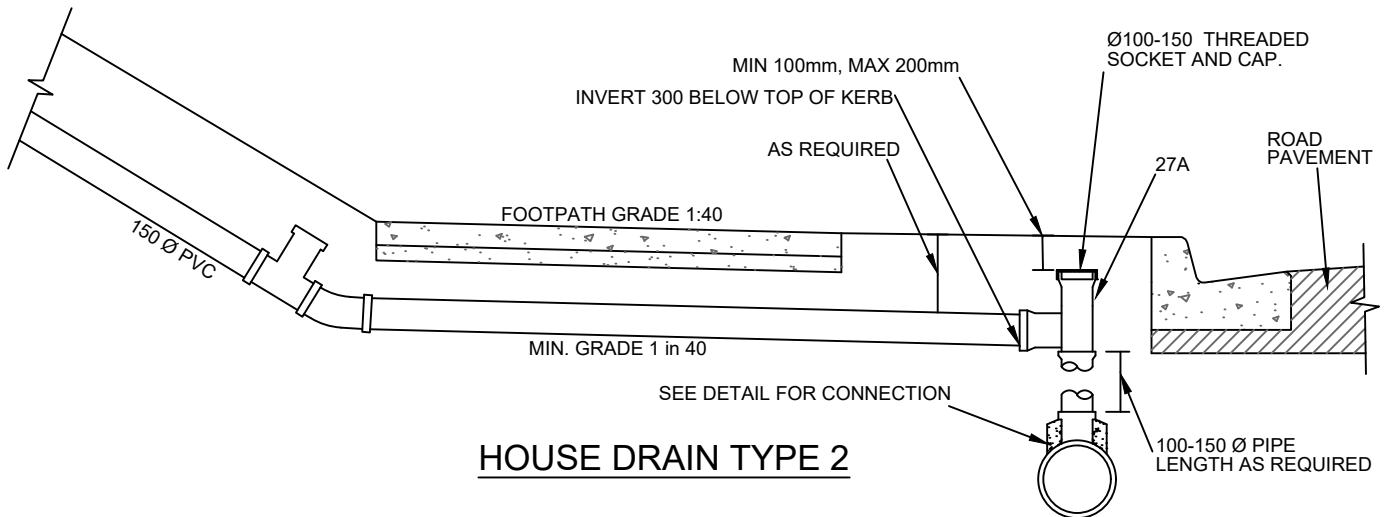 Ø100-150 THREADED
SOCKET AND CAP.
MIN 100mm, MAX 200mm
INVERT 300 BELOW TOP OF KERB
AS REQUIRED
27A
ROAD
PAVEMENT
FOOTPATH GRADE 1:40
150 Ø PVC
MIN. GRADE 1 in 40
SEE DETAIL FOR CONNECTION
100-150 Ø PIPE
LENGTH AS REQUIRED
HOUSE DRAIN TYPE 2